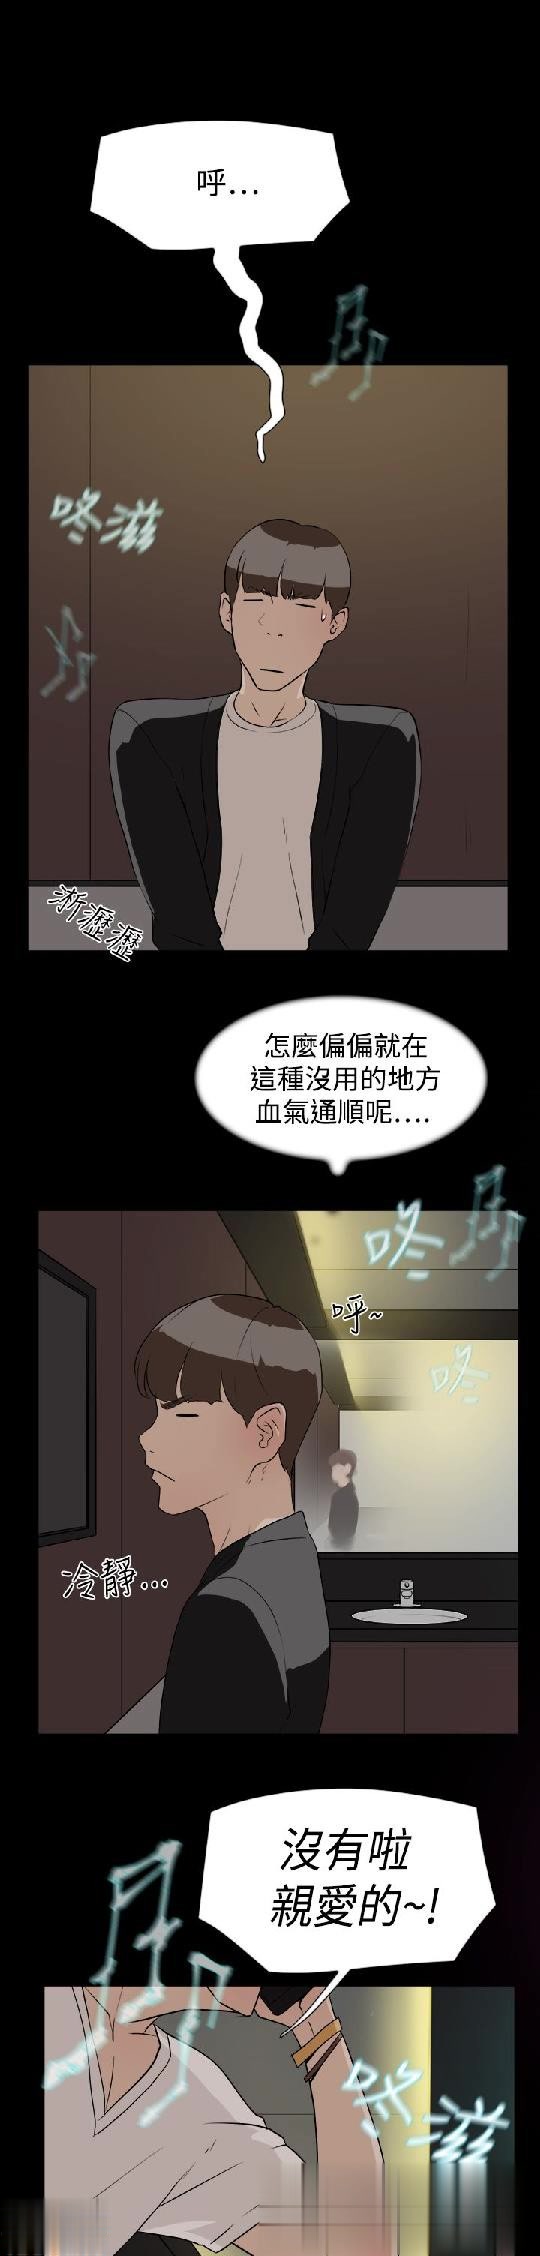 呼...
咚滋
淅瀝瀝
怎麼偏偏就在
這種沒用的地方
血氣通順呢....
咚
呼~
咚
冷靜...
沒有啦
親愛的~!
咚滋